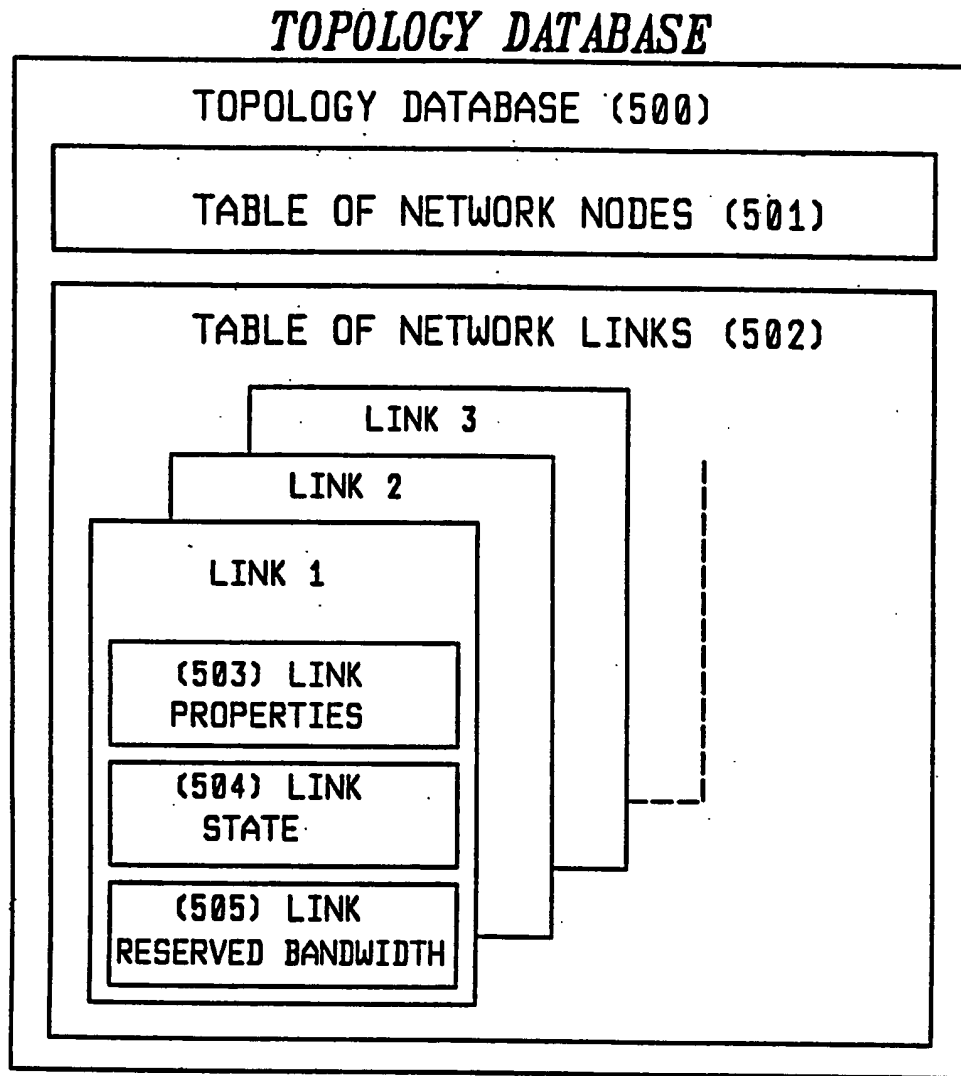 TOPOLOGY DATABASE
TOPOLOGY DATABASE (500)
TABLE OF NETWORK NODES (501)
TABLE OF NETWORK LINKS (502)
LINK 3
LINK 2
LINK 1
(503) LINK
PROPERTIES
(504) LINK
STATE
(505) LINK
RESERVED BANDWIDTH